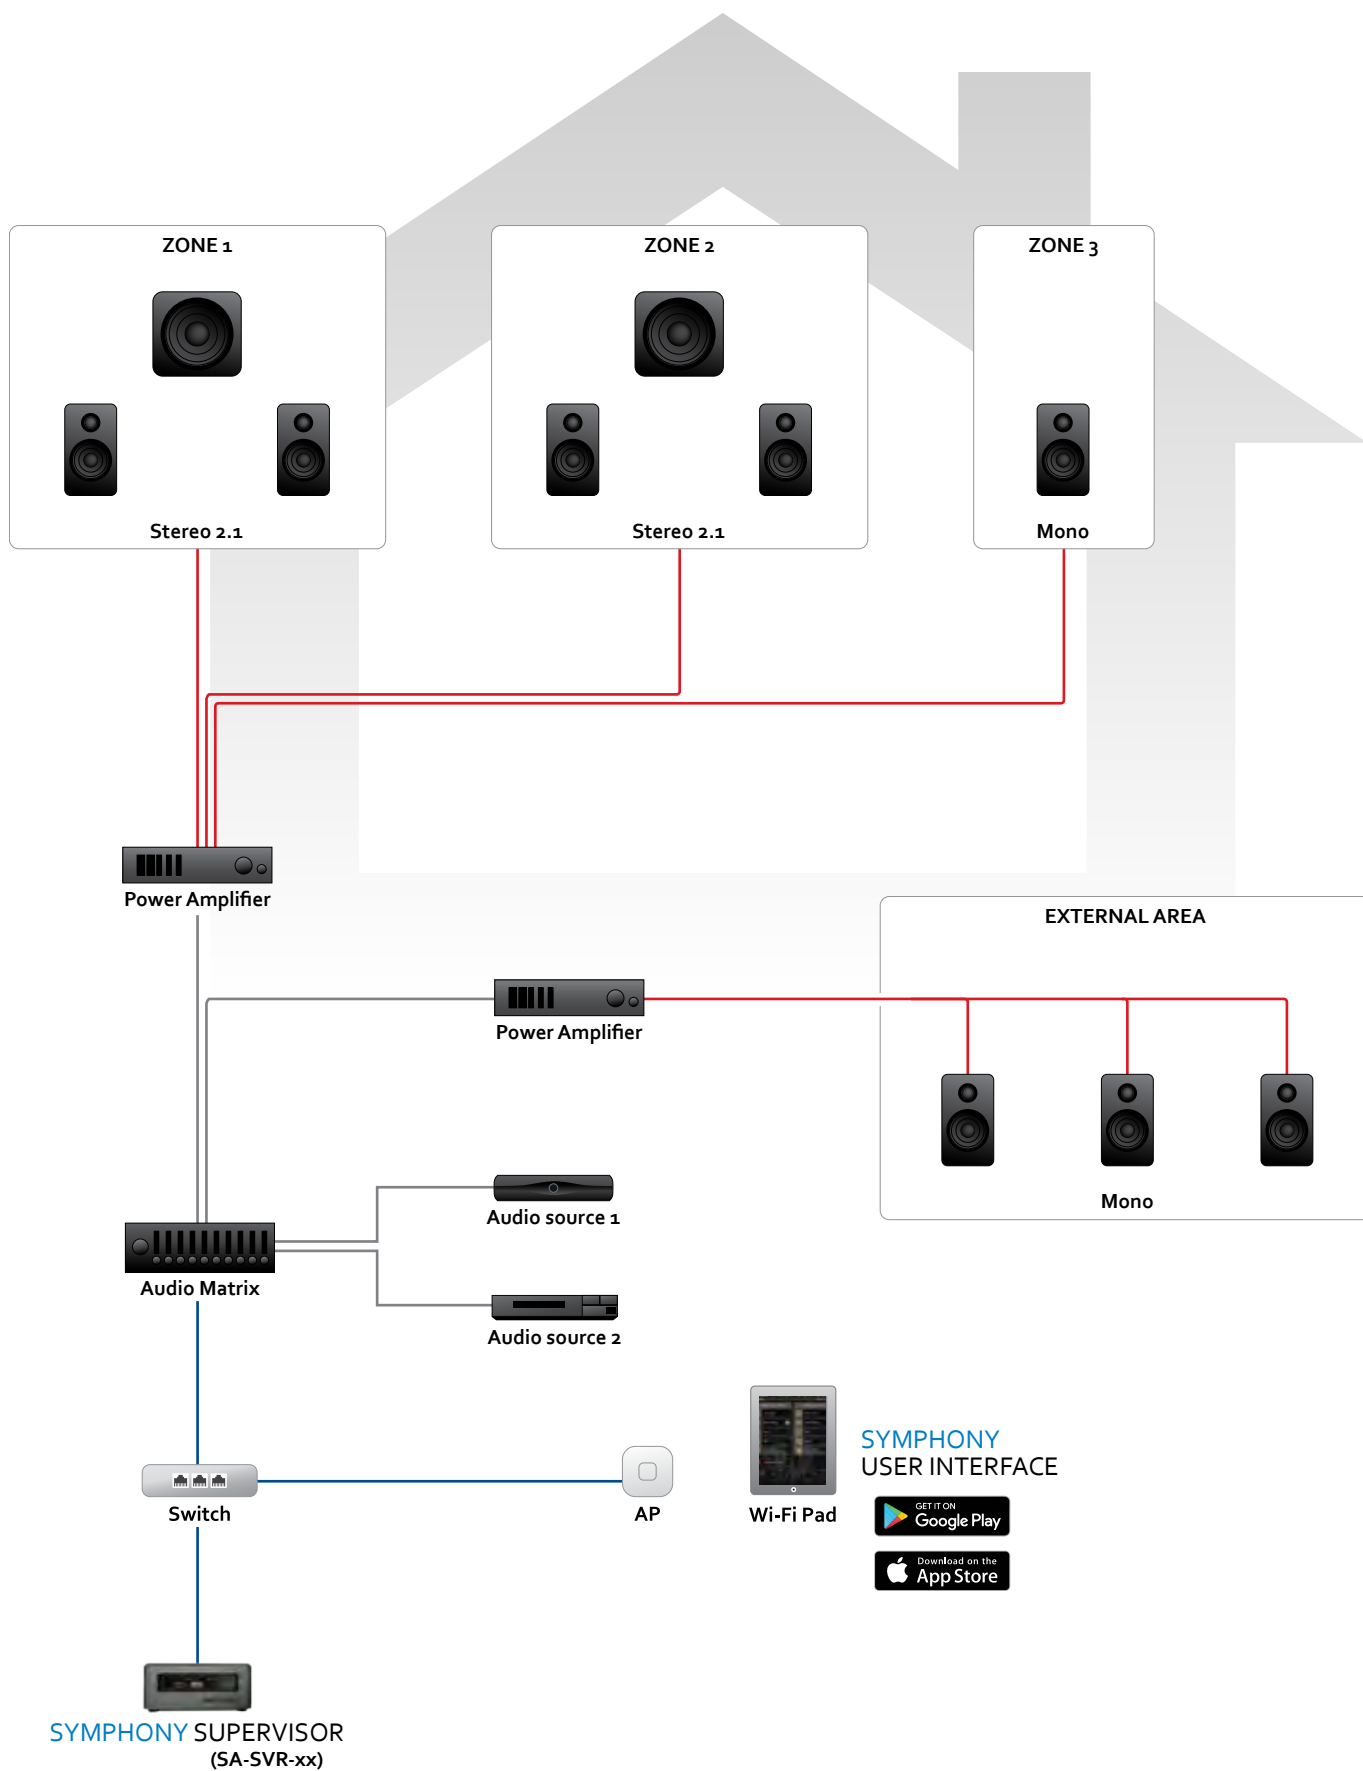 ZONE 1
ZONE 2
ZONE 3
Stereo 2.1
Stereo 2.1
Mono
Power Amplifier
EXTERNAL AREA
Power Amplifier
Mono
Audio source 1
Audio Matrix
Audio source 2
SYMPHONY
USER INTERFACE
Switch
AP
Wi-Fi Pad
GET IT ON
Google Play
Download on the
App Store
SYMPHONY SUPERVISOR
(SA-SVR-xx)